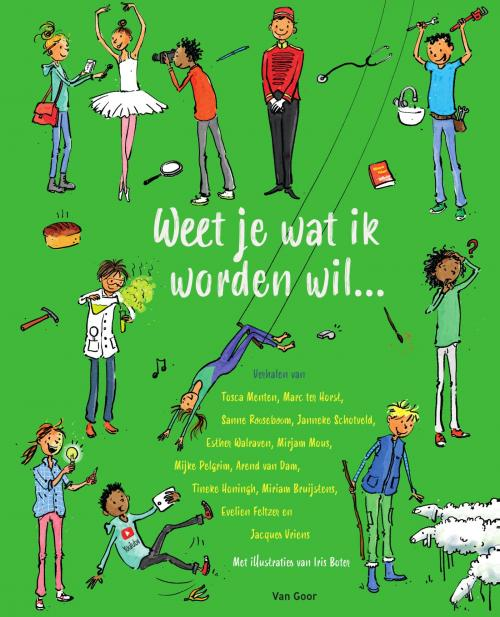 Weet je wat ik
worden wil...
Verhalen van
Tosca Menten, Marc ter Horst,
Sanne Rooseboom, Janneke Schotveld,
Esther Walraven, Mirjam Mous,
Mijke Pelgrim, Arend van Dam,
Tineke Honingh, Miriam Bruijstens,
Evelien Feltzer en
Jacques Vriens
Met illustraties van Iris Boter
YouTube
Van Goor